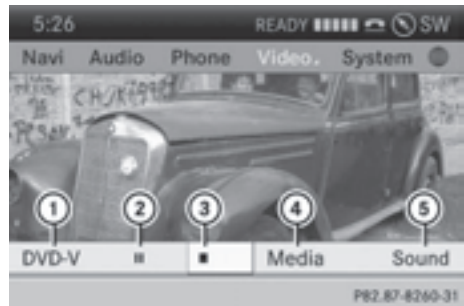 5:26 READY SW
Navi Audio Phone Video System
1 2 3 4 5
DVD-V Media Sound
P82.87-8260-31